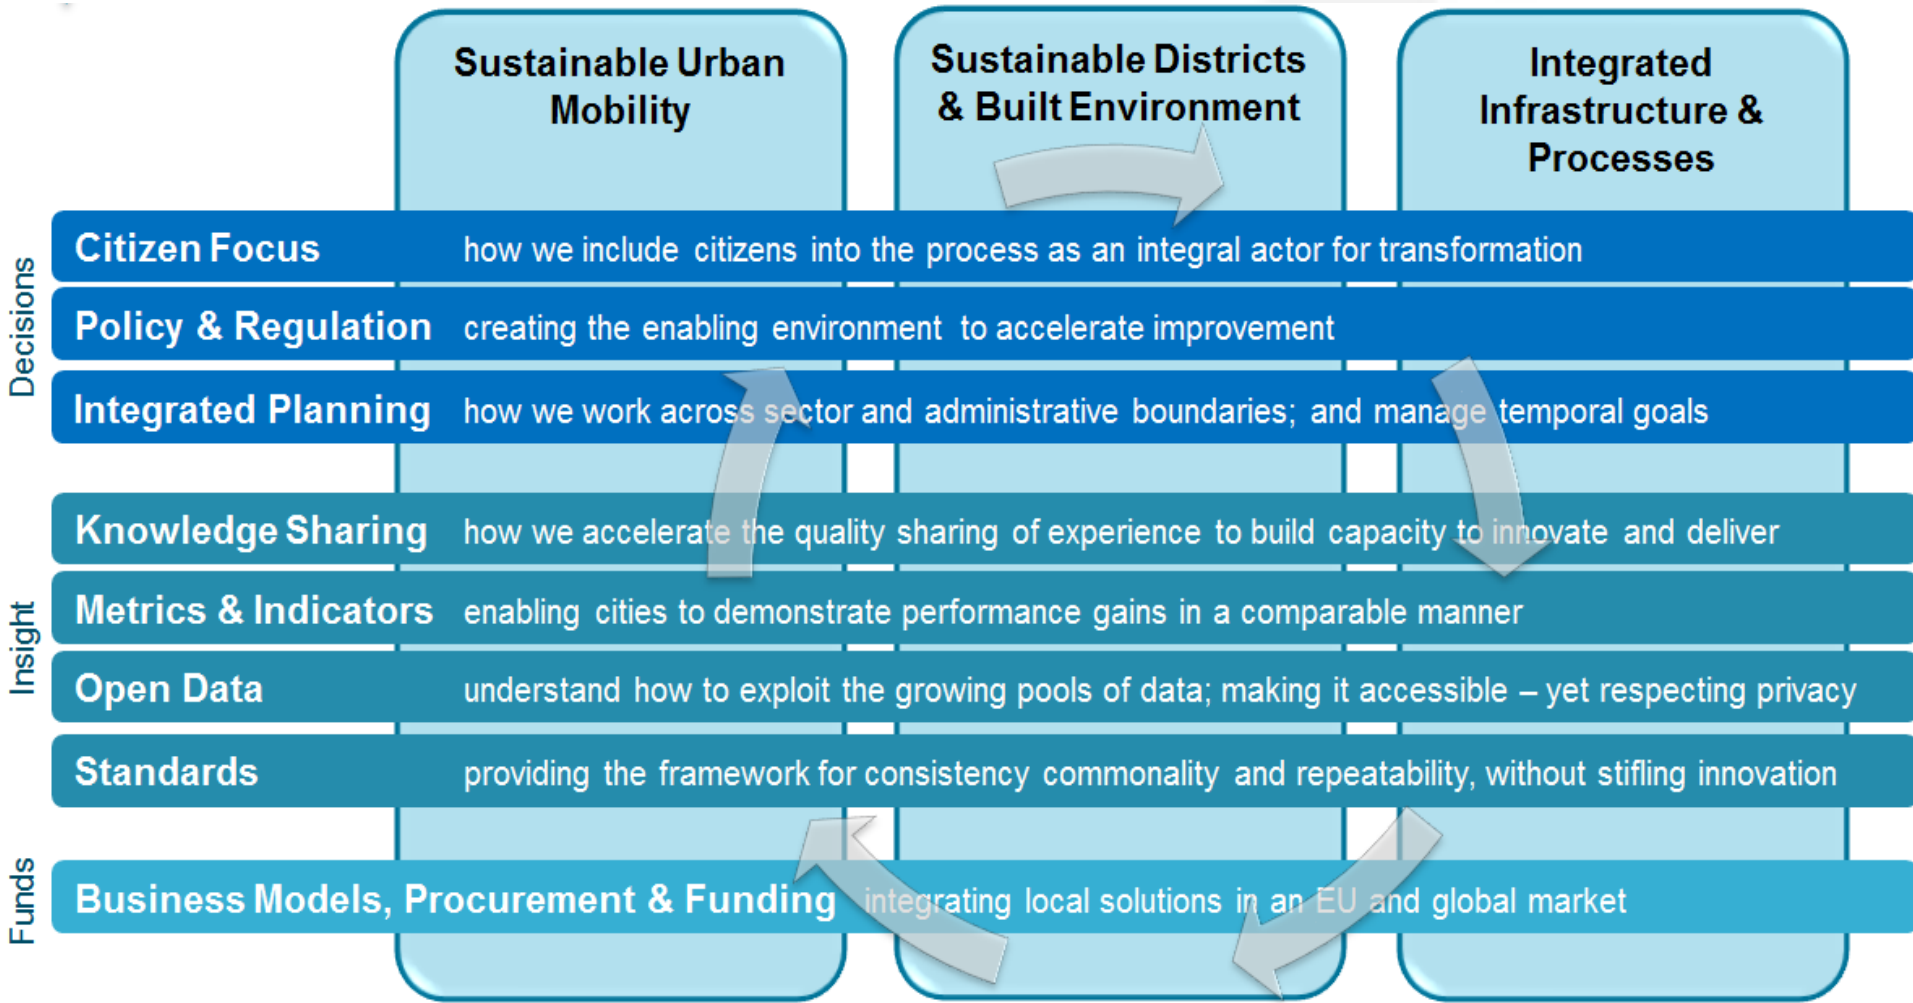 Sustainable Urban
Mobility
Sustainable Districts
& Built Environment
Integrated
Infrastructure &
Processes
Decisions
Citizen Focus how we include citizens into the process as an integral actor for transformation
Policy & Regulation creating the enabling environment to accelerate improvement
Integrated Planning how we work across sector and administrative boundaries; and manage temporal goals
Insight
Knowledge Sharing how we accelerate the quality sharing of experience to build capacity to innovate and deliver
Metrics & Indicators enabling cities to demonstrate performance gains in a comparable manner
Open Data understand how to exploit the growing pools of data; making it accessible – yet respecting privacy
Standards providing the framework for consistency commonality and repeatability, without stifling innovation
Funds
Business Models, Procurement & Funding integrating local solutions in an EU and global market